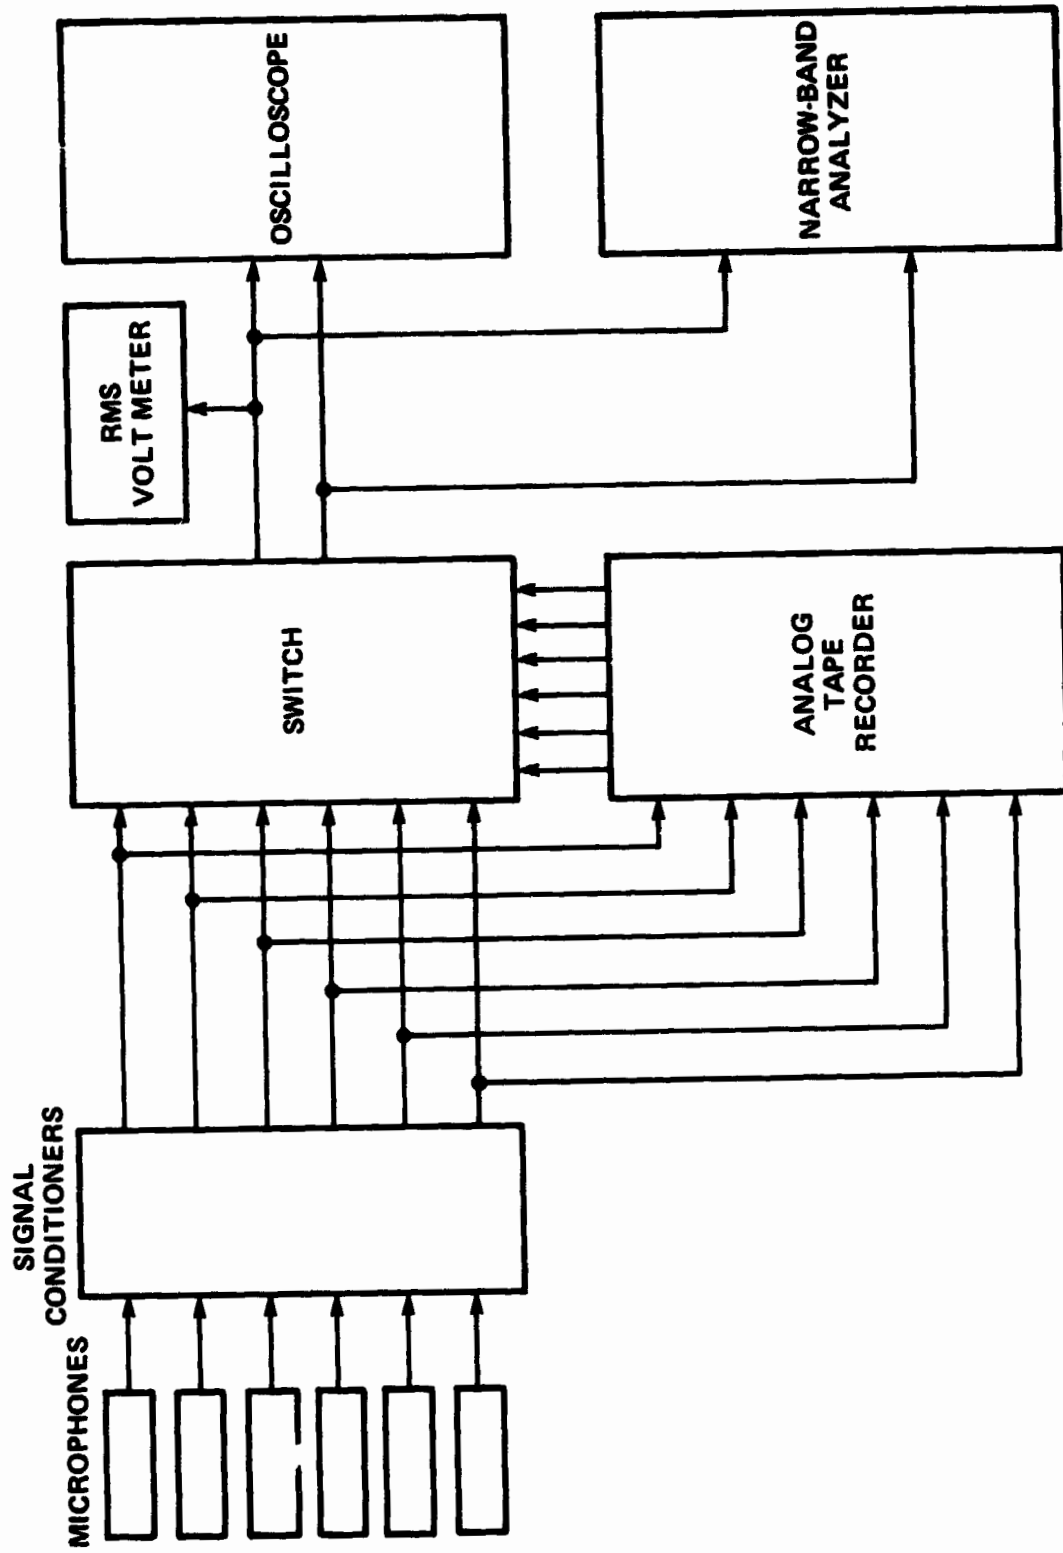 MICROPHONES
SIGNAL
CONDITIONERS
SWITCH
ANALOG
TAPE
RECORDER
RMS
VOLT METER
OSCILLOSCOPE
NARROW-BAND
ANALYZER